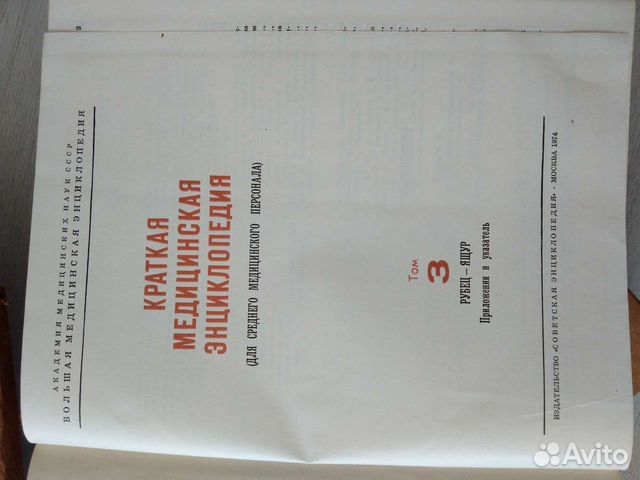 АКАДЕМИЯ МЕДИЦИНСКИХ НАУК СССР
БОЛЬШАЯ МЕДИЦИНСКАЯ ЭНЦИКЛОПЕДИЯ
КРАТКАЯ
МЕДИЦИНСКАЯ
ЭНЦИКЛОПЕДИЯ
(ДЛЯ СРЕДНЕГО МЕДИЦИНСКОГО ПЕРСОНАЛА)
Том
3
РУБЕЦ — ЯЩУР
Приложения и указатель
ИЗДАТЕЛЬСТВО «СОВЕТСКАЯ ЭНЦИКЛОПЕДИЯ» · МОСКВА 1974
Avito